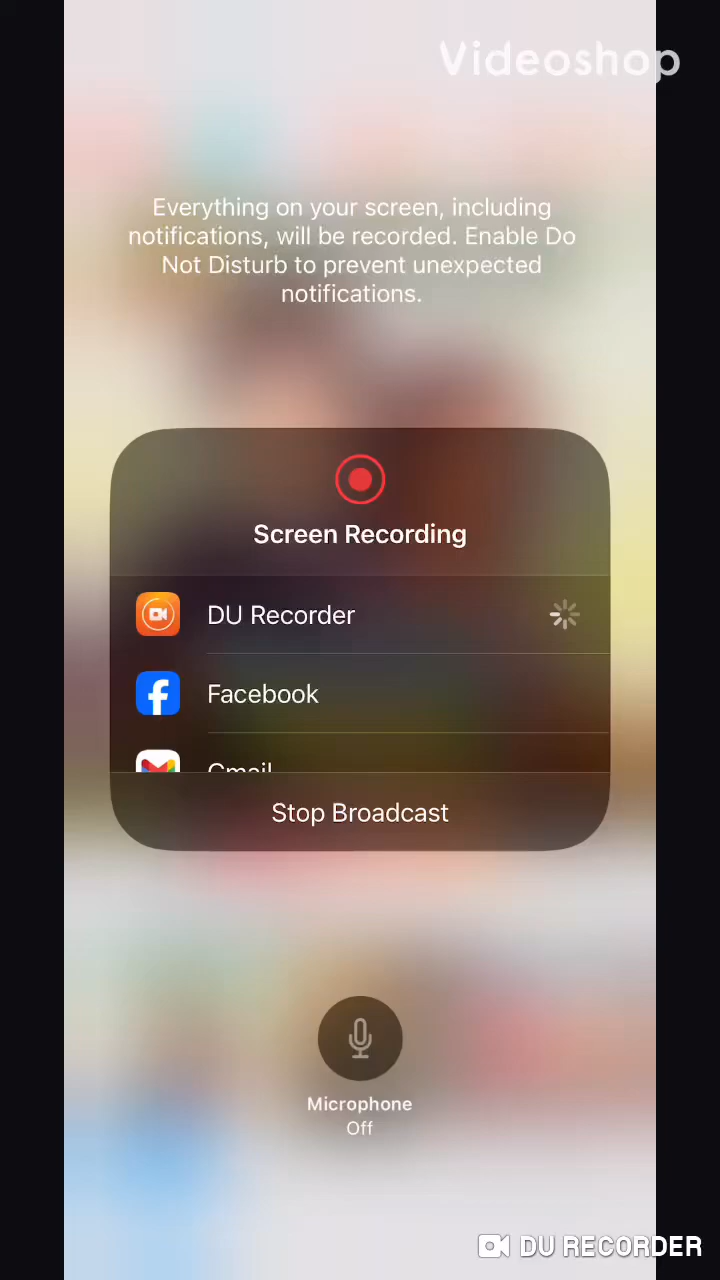 Videoshop
Everything on your screen, including
notifications, will be recorded. Enable Do
Not Disturb to prevent unexpected
notifications.
Screen Recording
DU Recorder
Facebook
Gmail
Stop Broadcast
Microphone
Off
DU RECORDER